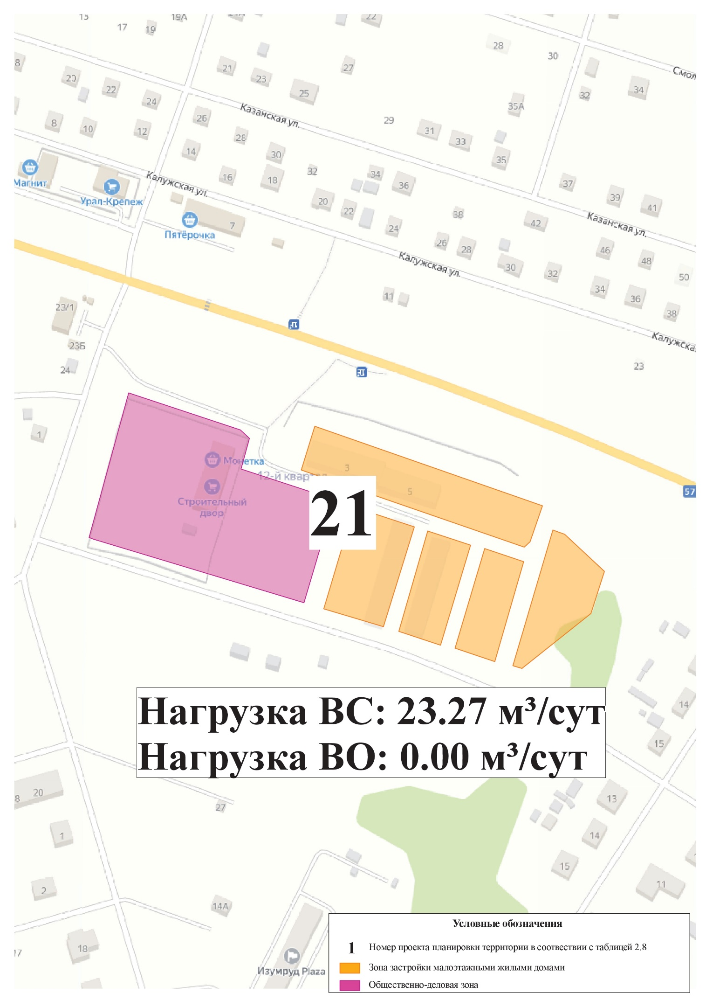 15
17
19
19А
21А
22
28
30
Смол
8
20
22
24
21
23
25
27
35А
32
34
8
10
12
26
28
30
14
16
18
Казанская ул.
29
31
33
35
32
34
36
37
39
41
Магнит
Урал-Крепеж
Калужская ул.
Пятёрочка
7
20
22
24
38
42
Казанская ул.
26
28
30
32
46
48
50
Калужская ул.
11
34
36
38
Калужска
23/1
23Б
24
23
1
Монетка
12-й кварт
Строительный
двор
3
5
57
21
Нагрузка ВС: 23.27 м³/сут
Нагрузка ВО: 0.00 м³/сут
14
15
8
20
27
1
2
13
14
15
11
14А
18
17
Изумруд Plaza
Условные обозначения
1 Номер проекта планировки территории в соотвествии с таблицей 2.8
Зона застройки малоэтажными жилыми домами
Общественно-деловая зона